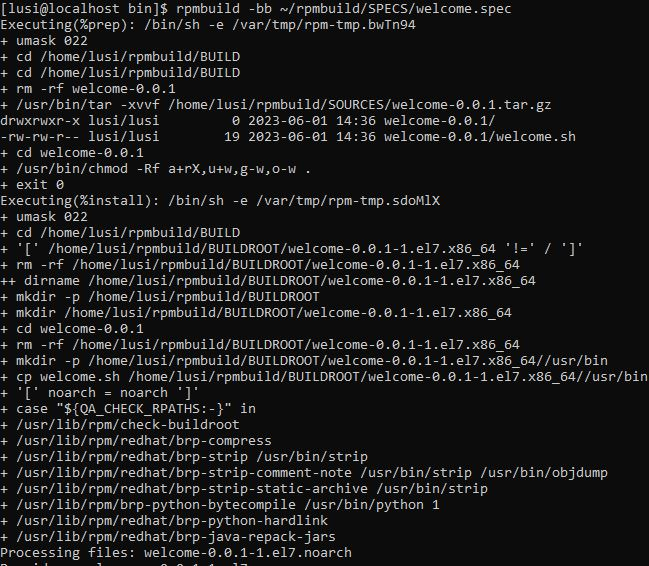 [lusi@localhost bin]$ rpmbuild -bb ~/rpmbuild/SPECS/welcome.spec
Executing(%prep): /bin/sh -e /var/tmp/rpm-tmp.bwTn94
+ umask 022
+ cd /home/lusi/rpmbuild/BUILD
+ cd /home/lusi/rpmbuild/BUILD
+ rm -rf welcome-0.0.1
+ /usr/bin/tar -xvvf /home/lusi/rpmbuild/SOURCES/welcome-0.0.1.tar.gz
drwxrwxr-x lusi/lusi         0 2023-06-01 14:36 welcome-0.0.1/
-rw-rw-r-- lusi/lusi        19 2023-06-01 14:36 welcome-0.0.1/welcome.sh
+ cd welcome-0.0.1
+ /usr/bin/chmod -Rf a+rX,u+w,g-w,o-w .
+ exit 0
Executing(%install): /bin/sh -e /var/tmp/rpm-tmp.sdoMlX
+ umask 022
+ cd /home/lusi/rpmbuild/BUILD
+ '[' /home/lusi/rpmbuild/BUILDROOT/welcome-0.0.1-1.el7.x86_64 '!=' / ']'
+ rm -rf /home/lusi/rpmbuild/BUILDROOT/welcome-0.0.1-1.el7.x86_64
++ dirname /home/lusi/rpmbuild/BUILDROOT/welcome-0.0.1-1.el7.x86_64
+ mkdir -p /home/lusi/rpmbuild/BUILDROOT
+ mkdir /home/lusi/rpmbuild/BUILDROOT/welcome-0.0.1-1.el7.x86_64
+ cd welcome-0.0.1
+ rm -rf /home/lusi/rpmbuild/BUILDROOT/welcome-0.0.1-1.el7.x86_64
+ mkdir -p /home/lusi/rpmbuild/BUILDROOT/welcome-0.0.1-1.el7.x86_64//usr/bin
+ cp welcome.sh /home/lusi/rpmbuild/BUILDROOT/welcome-0.0.1-1.el7.x86_64//usr/bin
+ '[' noarch = noarch ']'
+ case "${QA_CHECK_RPATHS:-}" in
+ /usr/lib/rpm/check-buildroot
+ /usr/lib/rpm/redhat/brp-compress
+ /usr/lib/rpm/redhat/brp-strip /usr/bin/strip
+ /usr/lib/rpm/redhat/brp-strip-comment-note /usr/bin/strip /usr/bin/objdump
+ /usr/lib/rpm/redhat/brp-strip-static-archive /usr/bin/strip
+ /usr/lib/rpm/brp-python-bytecompile /usr/bin/python 1
+ /usr/lib/rpm/redhat/brp-python-hardlink
+ /usr/lib/rpm/redhat/brp-java-repack-jars
Processing files: welcome-0.0.1-1.el7.noarch